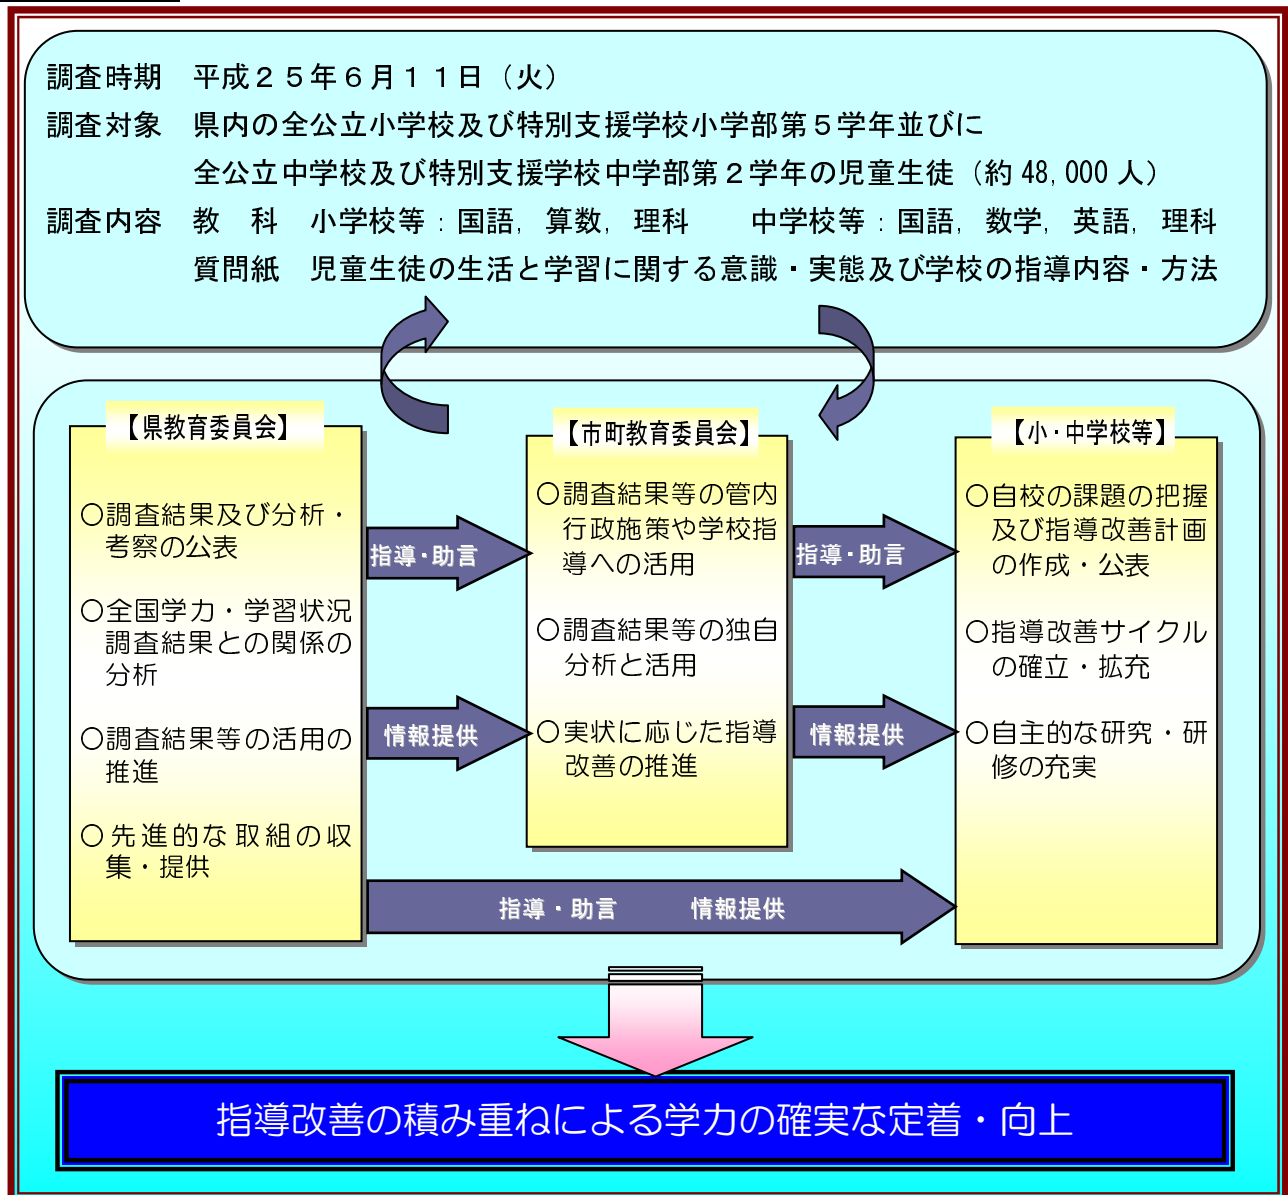 調査時期　平成２５年６月１１日（火）
調査対象　県内の全公立小学校及び特別支援学校小学部第５学年並びに
全公立中学校及び特別支援学校中学部第２学年の児童生徒（約48,000人）
調査内容　教　科　小学校等：国語，算数，理科　　中学校等：国語，数学，英語，理科
質問紙　児童生徒の生活と学習に関する意識・実態及び学校の指導内容・方法
【県教育委員会】
○調査結果及び分析・
考察の公表
○全国学力・学習状況
調査結果との関係の
分析
○調査結果等の活用の
推進
○先進的な取組の収
集・提供
指導・助言
情報提供
【市町教育委員会】
○調査結果等の管内
行政施策や学校指
導への活用
○調査結果等の独自
分析と活用
○実状に応じた指導
改善の推進
指導・助言
情報提供
【小・中学校等】
○自校の課題の把握
及び指導改善計画
の作成・公表
○指導改善サイクル
の確立・拡充
○自主的な研究・研
修の充実
指導・助言　　　情報提供
指導改善の積み重ねによる学力の確実な定着・向上